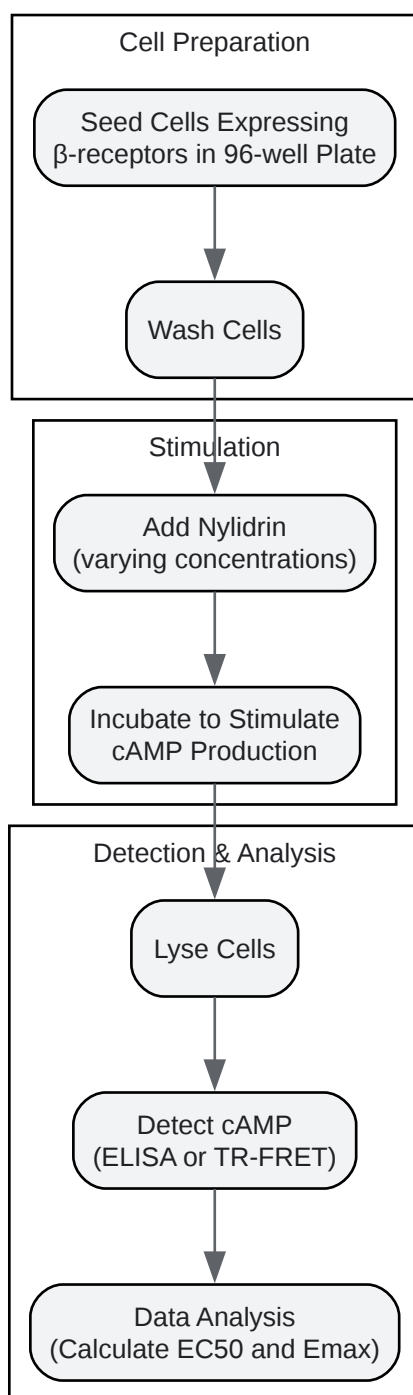 Cell Preparation
Seed Cells Expressing
β-receptors in 96-well Plate
Wash Cells
Stimulation
Add Nylidrin
(varying concentrations)
Incubate to Stimulate
cAMP Production
Detection & Analysis
Lyse Cells
Detect cAMP
(ELISA or TR-FRET)
Data Analysis
(Calculate EC50 and Emax)